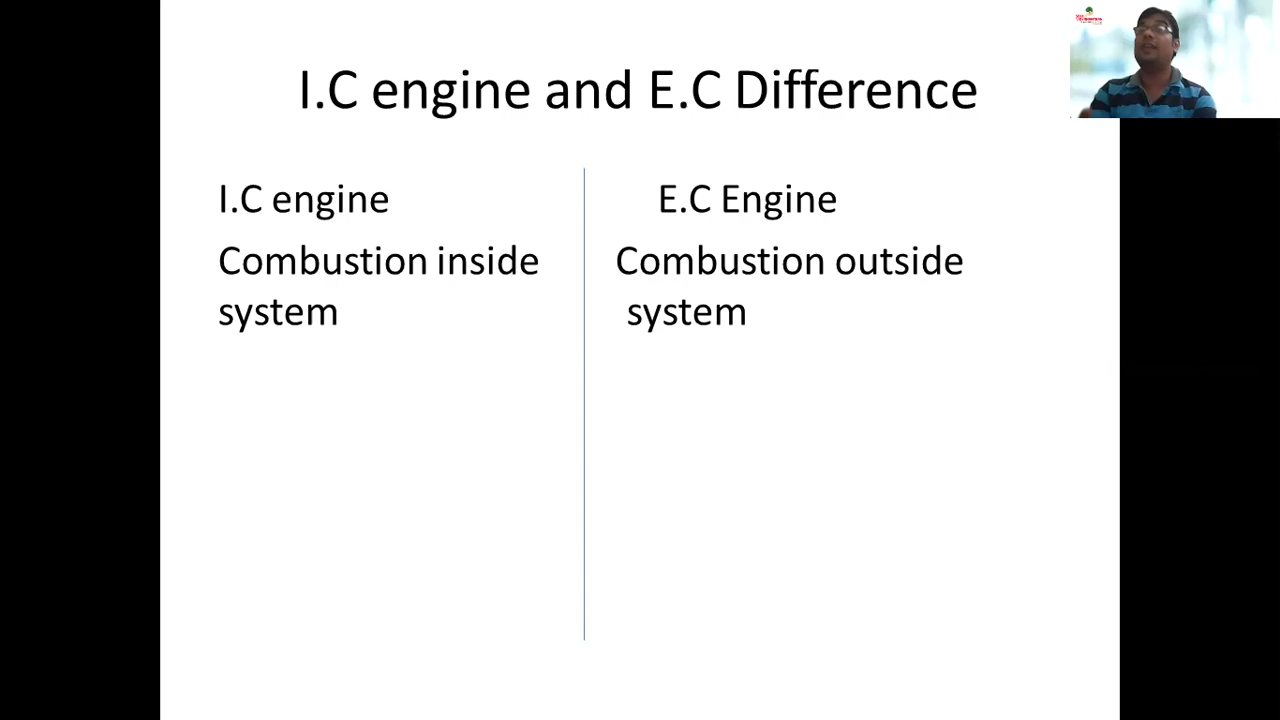 I.C engine and E.C Difference
I.C engine
Combustion inside
system
E.C Engine
Combustion outside
system